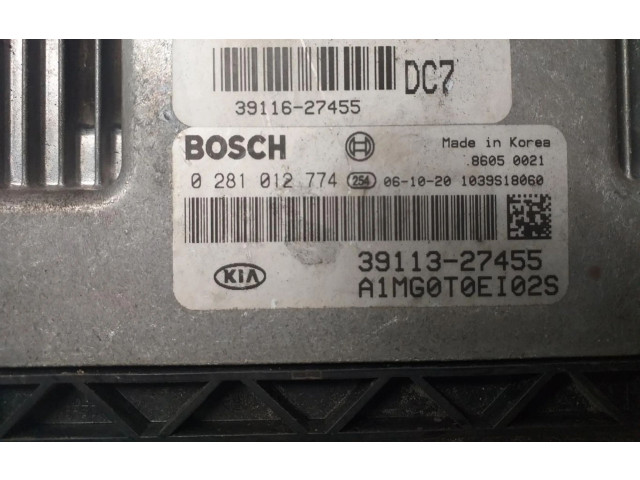 DC7
39116-27455
BOSCH
Made in Korea
8605 0021
0 281 012 774 254 06-10-20 1039S18060
39113-27455
KIA
A1MG0T0EI02S